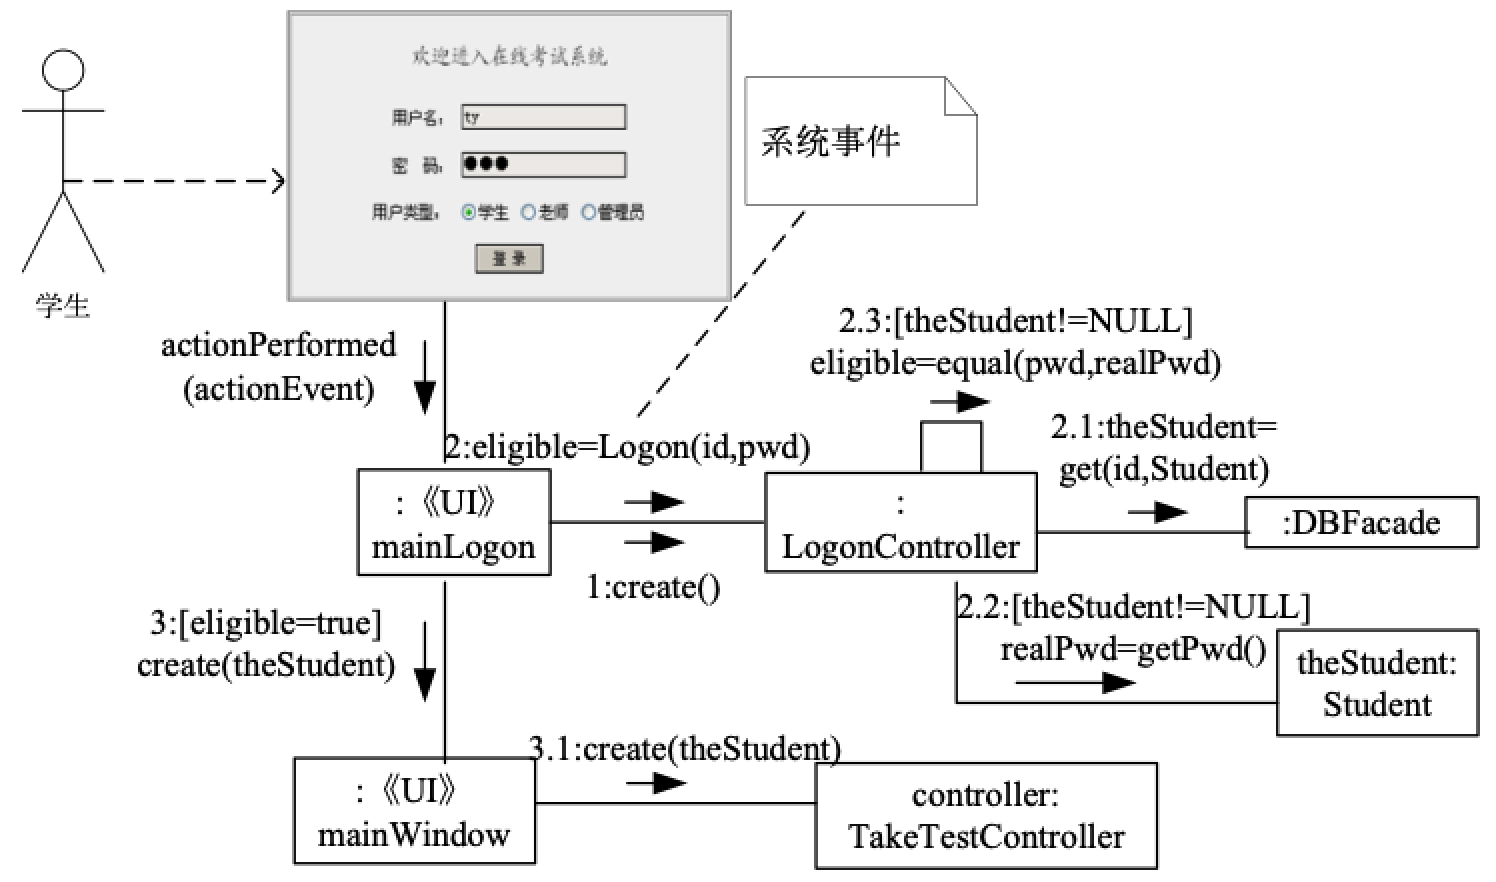 欢迎进入在线考试系统
用户名:
ty
密 码:
用户类型:
学生
老师
管理员
登 录
系统事件
学生
actionPerformed
(actionEvent)
2.3:[theStudent!=NULL]
eligible=equal(pwd,realPwd)
2:eligible=Logon(id,pwd)
2.1:theStudent=
get(id,Student)
:《UI》
mainLogon
:
LogonController
:DBFacade
1:create()
3:[eligible=true]
create(theStudent)
2.2:[theStudent!=NULL]
realPwd=getPwd()
theStudent:
Student
3.1:create(theStudent)
:《UI》
mainWindow
controller:
TakeTestController